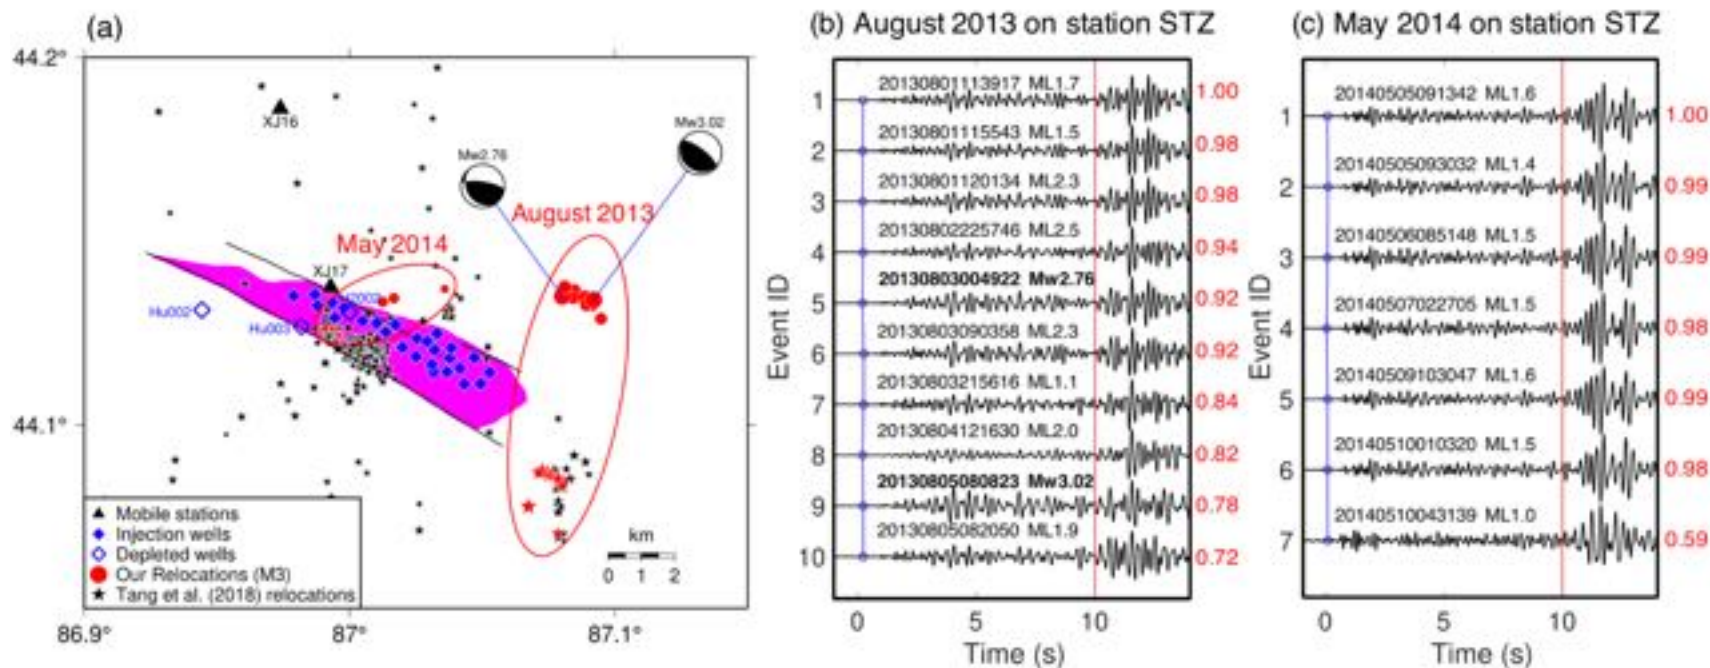 (a)
44.2°
44.1°
86.9°
87°
87.1°
XJ16
Mw2.76
Mw3.02
August 2013
May 2014
XJ17
Hu002
Hu003
km
0 1 2
Mobile stations
Injection wells
Depleted wells
Our Relocations (M3)
Tang et al. (2018) relocations
(b) August 2013 on station STZ
Event ID
1 20130801113917 ML1.7 1.00
2 20130801115543 ML1.5 0.98
3 20130801120134 ML2.3 0.98
4 20130802225746 ML2.5 0.94
5 20130803004922 Mw2.76 0.92
6 20130803090358 ML2.3 0.92
7 20130803215616 ML1.1 0.84
8 20130804121630 ML2.0 0.82
9 20130805080823 Mw3.02 0.78
10 20130805082050 ML1.9 0.72
0 5 10
Time (s)
(c) May 2014 on station STZ
Event ID
1 20140505091342 ML1.6 1.00
2 20140505093032 ML1.4 0.99
3 20140506085148 ML1.5 0.99
4 20140507022705 ML1.5 0.98
5 20140509103047 ML1.6 0.99
6 20140510010320 ML1.5 0.98
7 20140510043139 ML1.0 0.59
0 5 10
Time (s)